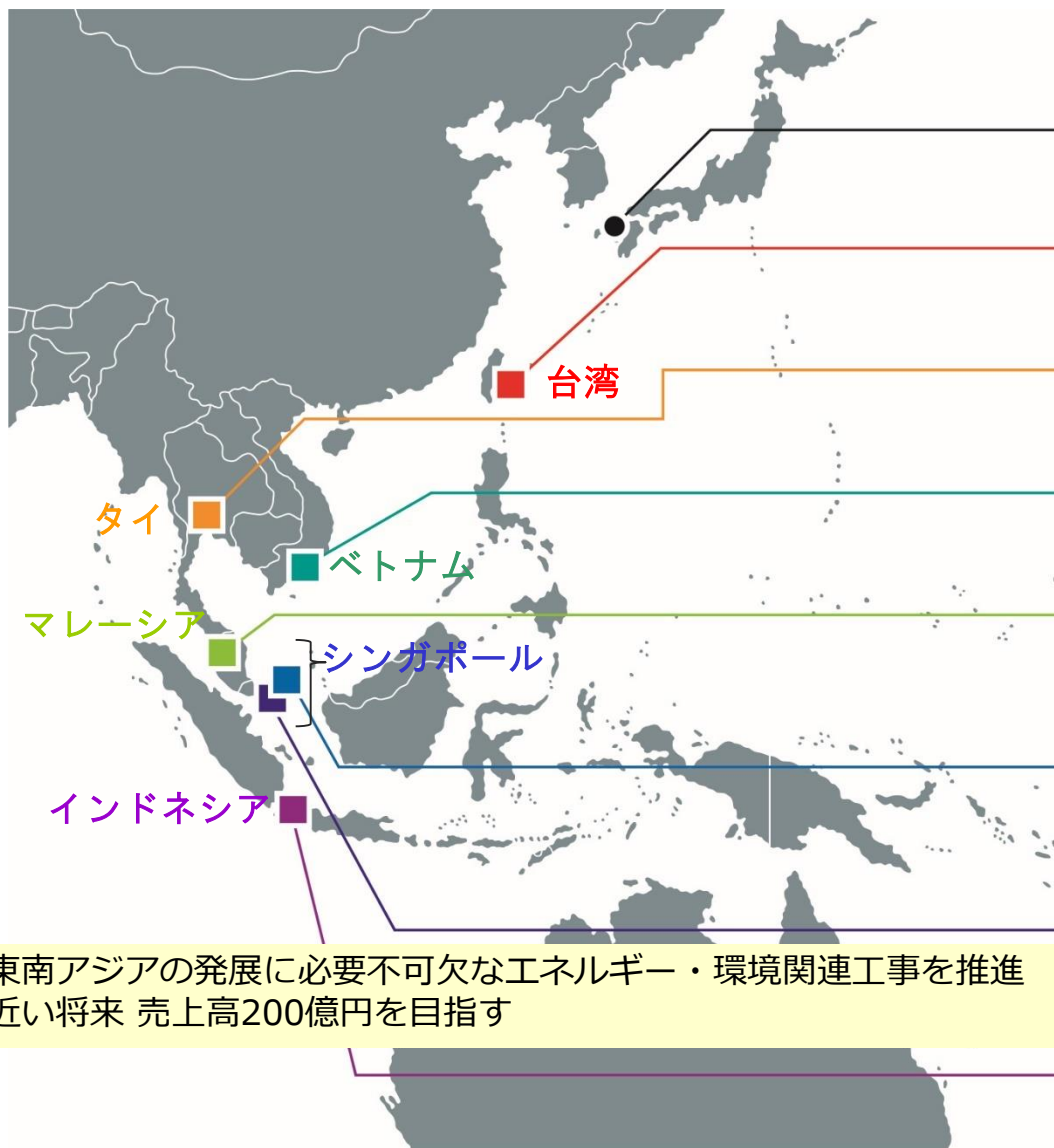 台湾
タイ
ベトナム
マレーシア
シンガポール
インドネシア
東南アジアの発展に必要不可欠なエネルギー・環境関連工事を推進
近い将来 売上高200億円を目指す